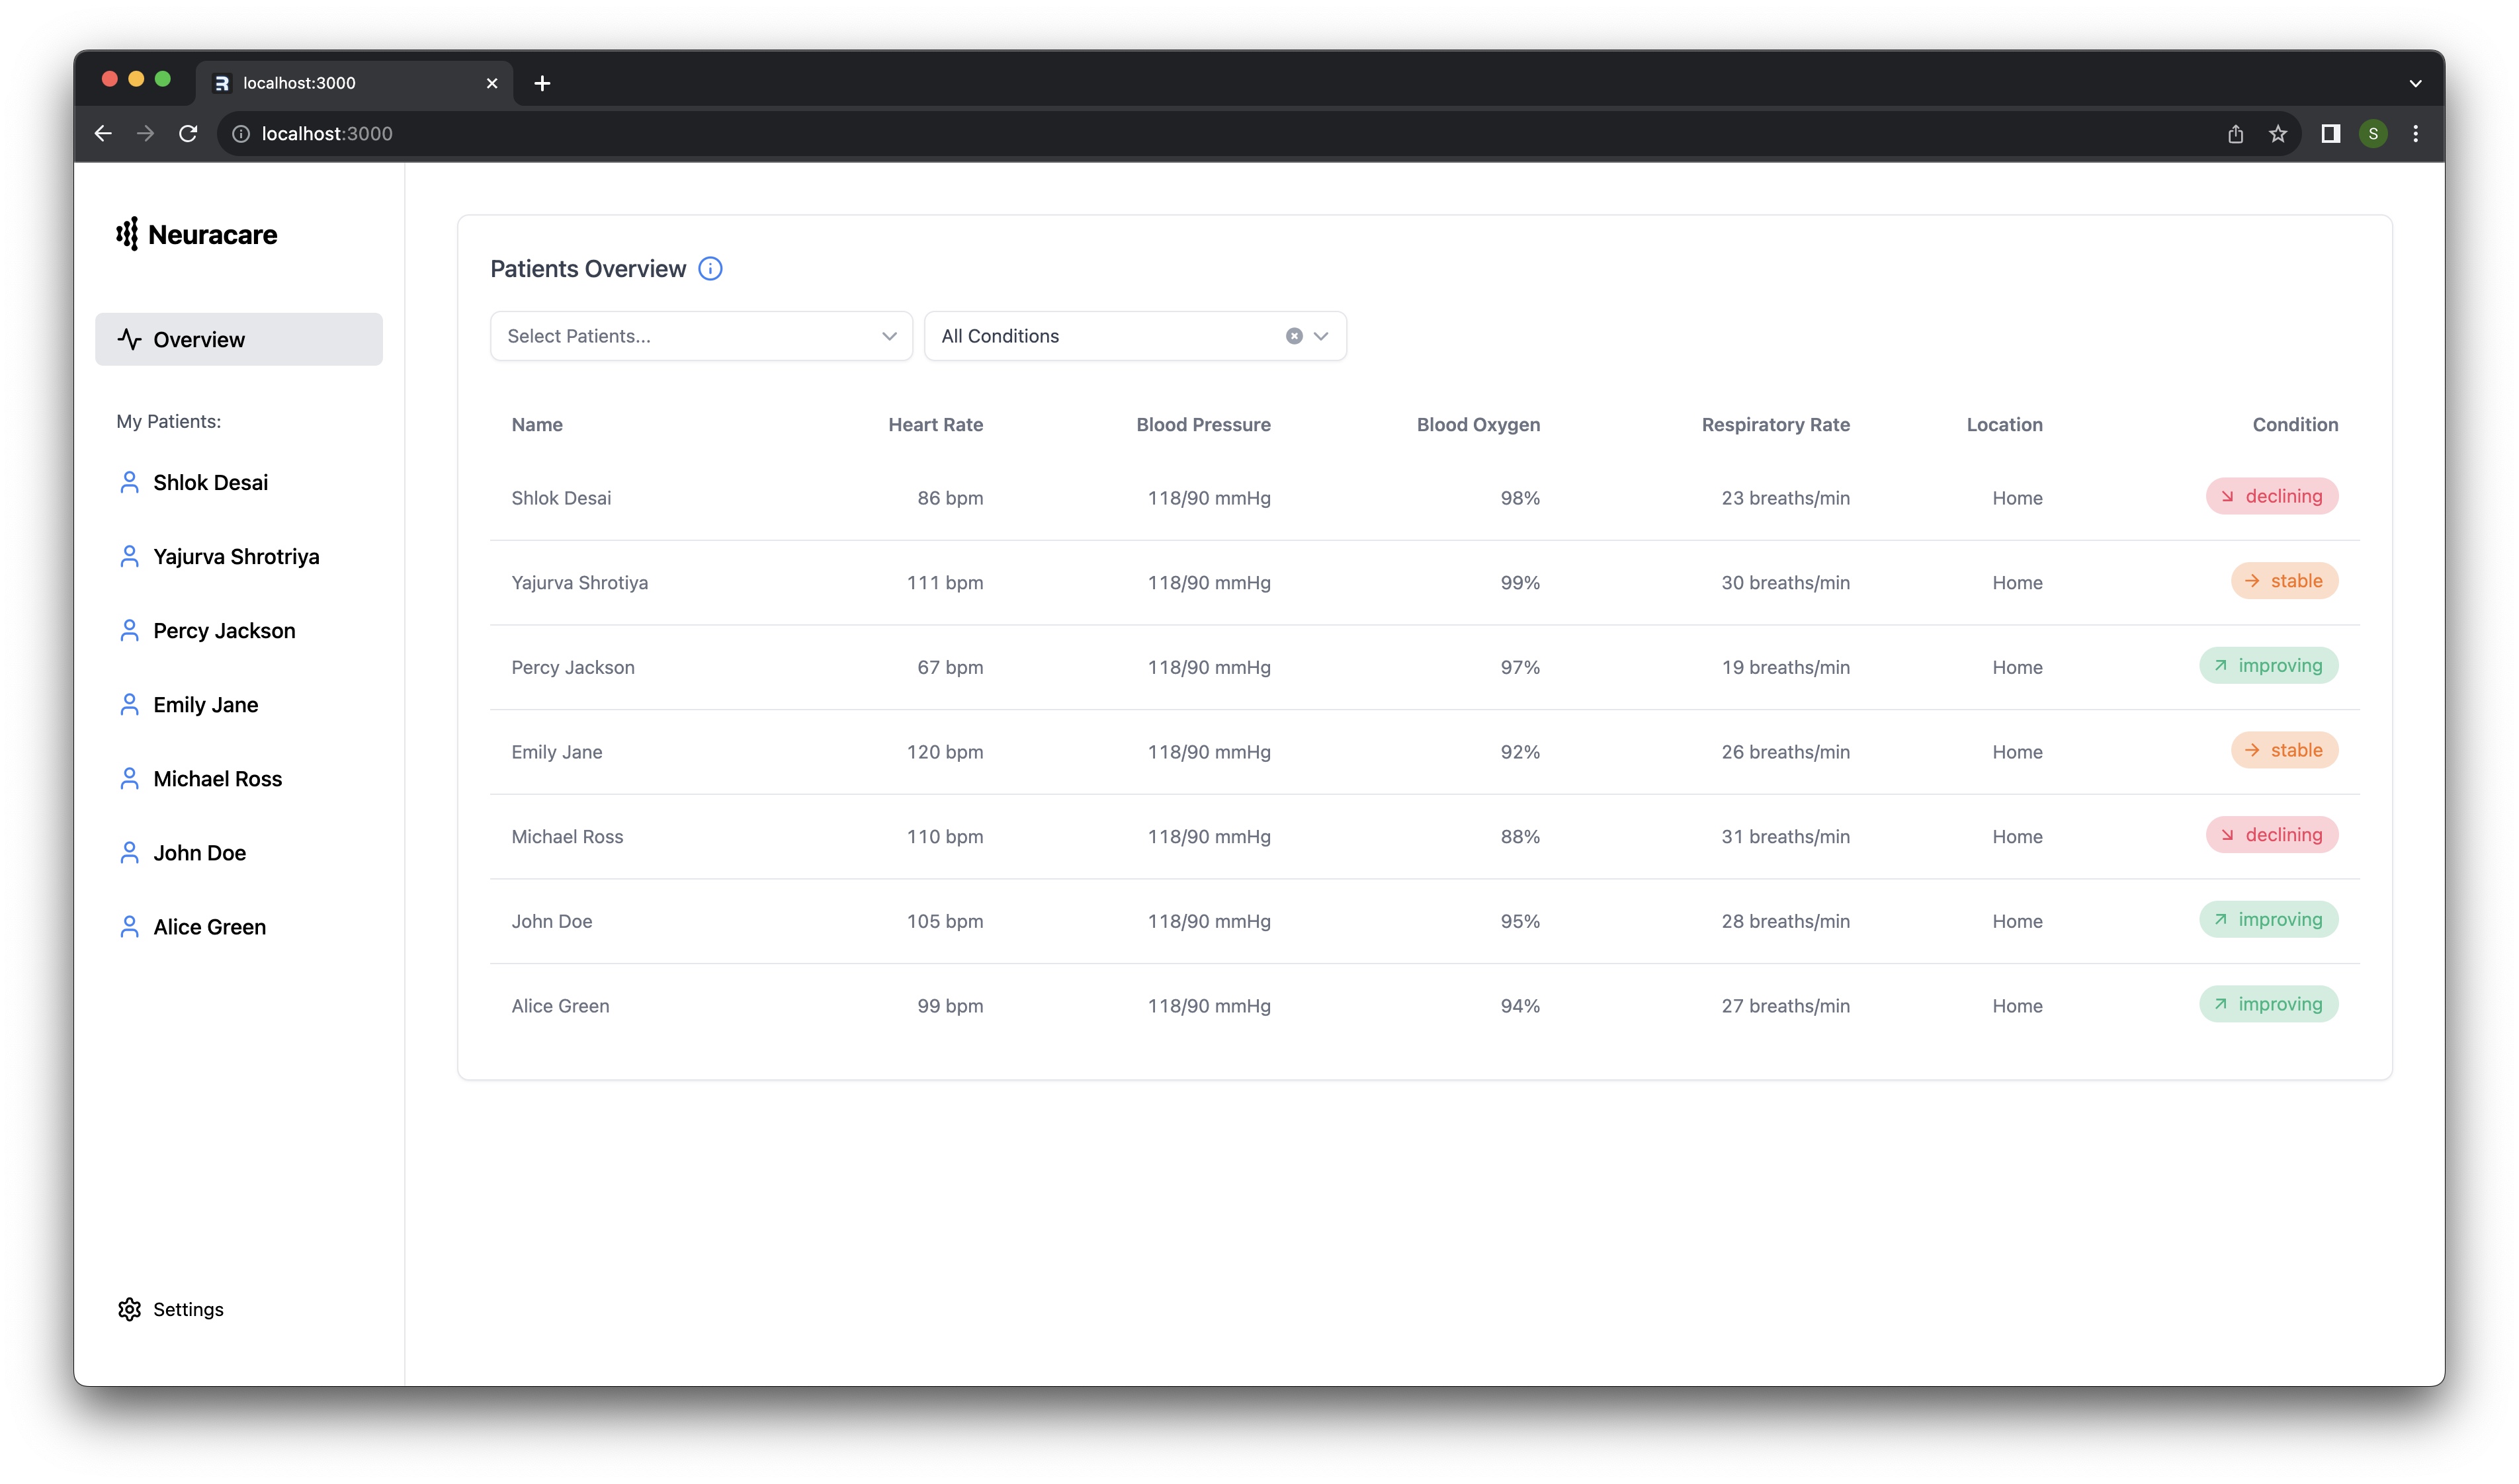 localhost:3000
localhost:3000
S
Neuracare
Overview
My Patients:
Shlok Desai
Yajurva Shrotriya
Percy Jackson
Emily Jane
Michael Ross
John Doe
Alice Green
Settings
Patients Overview
Select Patients...
All Conditions
Name Heart Rate Blood Pressure Blood Oxygen Respiratory Rate Location Condition
Shlok Desai 86 bpm 118/90 mmHg 98% 23 breaths/min Home declining
Yajurva Shrotiya 111 bpm 118/90 mmHg 99% 30 breaths/min Home stable
Percy Jackson 67 bpm 118/90 mmHg 97% 19 breaths/min Home improving
Emily Jane 120 bpm 118/90 mmHg 92% 26 breaths/min Home stable
Michael Ross 110 bpm 118/90 mmHg 88% 31 breaths/min Home declining
John Doe 105 bpm 118/90 mmHg 95% 28 breaths/min Home improving
Alice Green 99 bpm 118/90 mmHg 94% 27 breaths/min Home improving